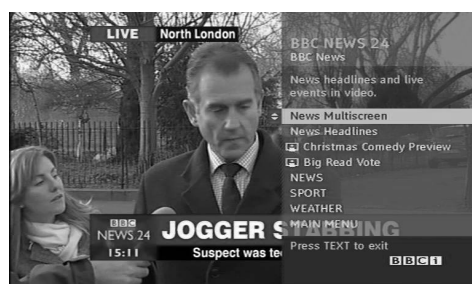 LIVE North London
BBC NEWS 24
BBC News
News headlines and live
events in video.
News Multiscreen
News Headlines
Christmas Comedy Preview
Big Read Vote
NEWS
SPORT
WEATHER
MAIN MENU
Press TEXT to exit
BBCi
BBC
NEWS 24
15:11
JOGGER STABBING
Suspect was